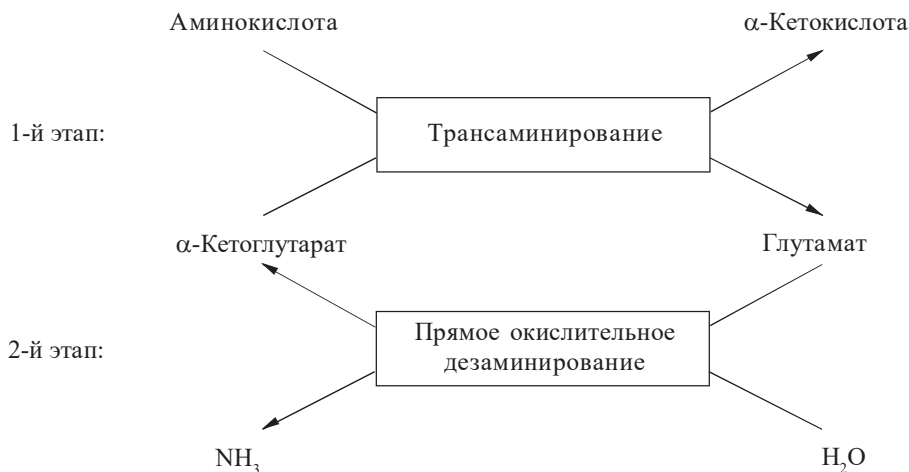 Аминокислота
α-Кетокислота
1-й этап:
Трансаминирование
α-Кетоглутарат
Глутамат
2-й этап:
Прямое окислительное
дезаминирование
NH₃
H₂O